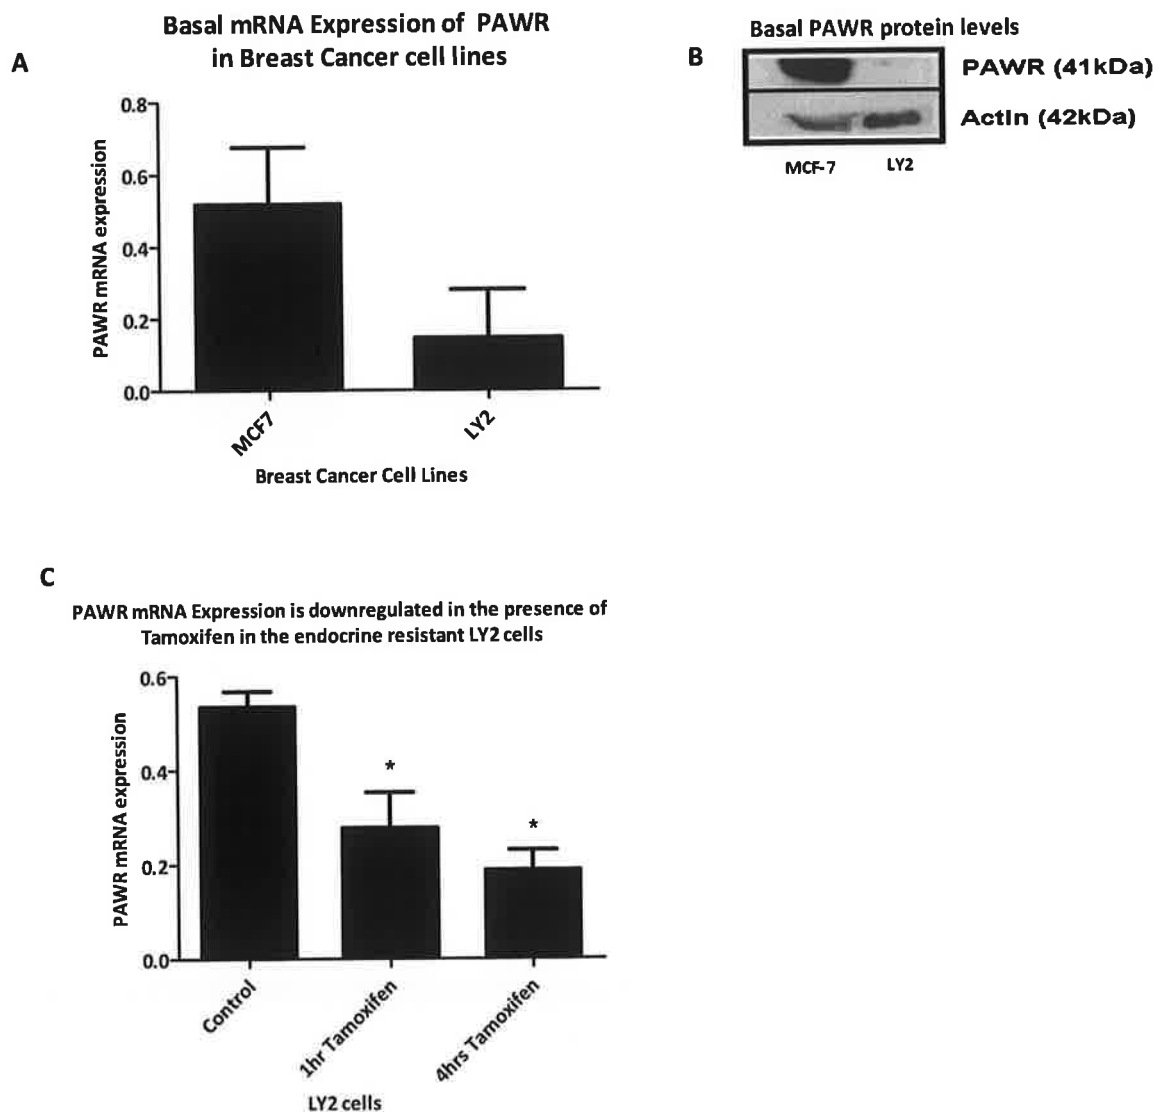 A
Basal mRNA Expression of PAWR
in Breast Cancer cell lines
PAWR mRNA expression
0.8
0.6
0.4
0.2
0.0
MCF7
LY2
Breast Cancer Cell Lines
B
Basal PAWR protein levels
PAWR (41kDa)
Actin (42kDa)
MCF-7
LY2
C
PAWR mRNA Expression is downregulated in the presence of
Tamoxifen in the endocrine resistant LY2 cells
PAWR mRNA expression
0.6
0.4
0.2
0.0
*
*
Control
1hr Tamoxifen
4hrs Tamoxifen
LY2 cells